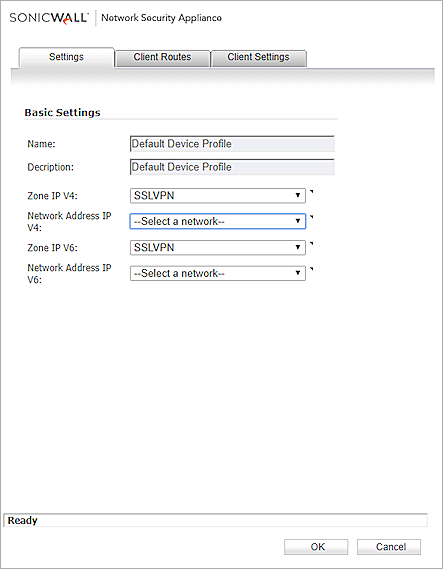 SONICWALL Network Security Appliance
Settings Client Routes Client Settings
Basic Settings
Name: Default Device Profile
Decription: Default Device Profile
Zone IP V4: SSLVPN
Network Address IP
V4: --Select a network--
Zone IP V6: SSLVPN
Network Address IP
V6: --Select a network--
Ready
OK Cancel